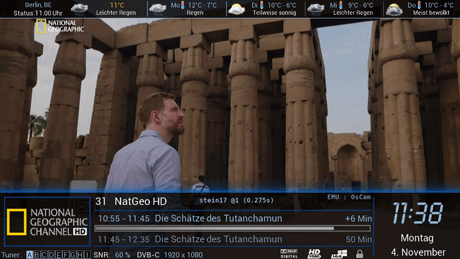 Berlin, BE
Status: 11:00 Uhr
11°C
Leichter Regen
Mo 12°C - 7°C
Regen
Di 10°C - 6°C
Teilweise sonnig
Mi 9°C - 6°C
Leichter Regen
Do 10°C - 4°C
Meist bewölkt
NATIONAL
GEOGRAPHIC
31 NatGeo HD
stein17 @1 (0.275s)
EMU : OsCam
NATIONAL
GEOGRAPHIC
CHANNEL HD
10:55 - 11:45 Die Schätze des Tutanchamun +6 Min
11:45 - 12:35 Die Schätze des Tutanchamun 50 Min
11:38
Montag
4. November
Tuner: A B C D E F G H I J SNR 60 % DVB-C 1920 x 1080
HD